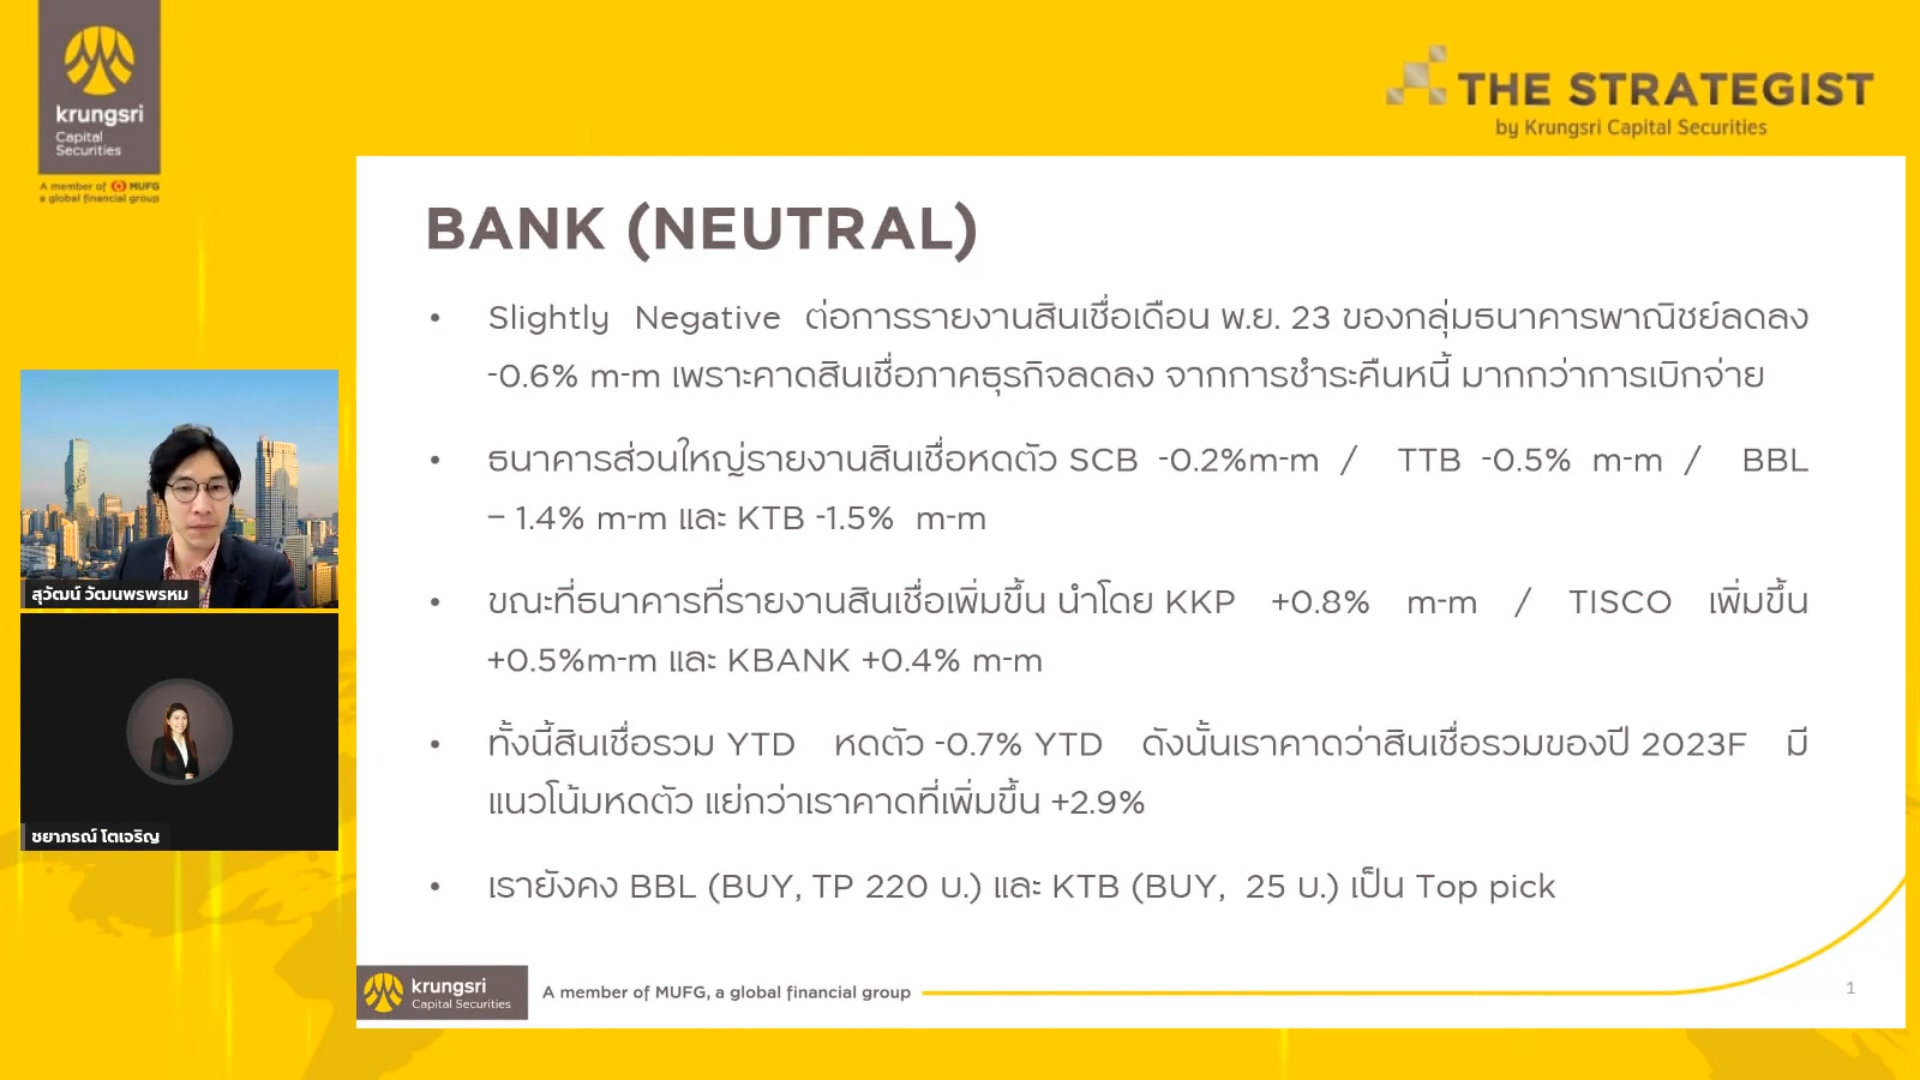 krungsri
Capital
Securities
A member of MUFG
a global financial group
THE STRATEGIST
by Krungsri Capital Securities
BANK (NEUTRAL)
• Slightly Negative ต่อการรายงานสินเชื่อเดือน พ.ย. 23 ของกลุ่มธนาคารพาณิชย์ลดลง
-0.6% m-m เพราะคาดสินเชื่อภาคธุรกิจลดลง จากการชำระคืนหนี้ มากกว่าการเบิกจ่าย
• ธนาคารส่วนใหญ่รายงานสินเชื่อหดตัว SCB -0.2%m-m / TTB -0.5% m-m / BBL
– 1.4% m-m และ KTB -1.5% m-m
• ขณะที่ธนาคารที่รายงานสินเชื่อเพิ่มขึ้น นำโดย KKP +0.8% m-m / TISCO เพิ่มขึ้น
+0.5%m-m และ KBANK +0.4% m-m
• ทั้งนี้สินเชื่อรวม YTD หดตัว -0.7% YTD ดังนั้นเราคาดว่าสินเชื่อรวมของปี 2023F มี
แนวโน้มหดตัว แย่กว่าเราคาดที่เพิ่มขึ้น +2.9%
• เรายังคง BBL (BUY, TP 220 บ.) และ KTB (BUY, 25 บ.) เป็น Top pick
สุวัฒน์ วัฒนพรพรหม
ชยาภรณ์ โตเจริญ
krungsri
Capital Securities
A member of MUFG, a global financial group
1